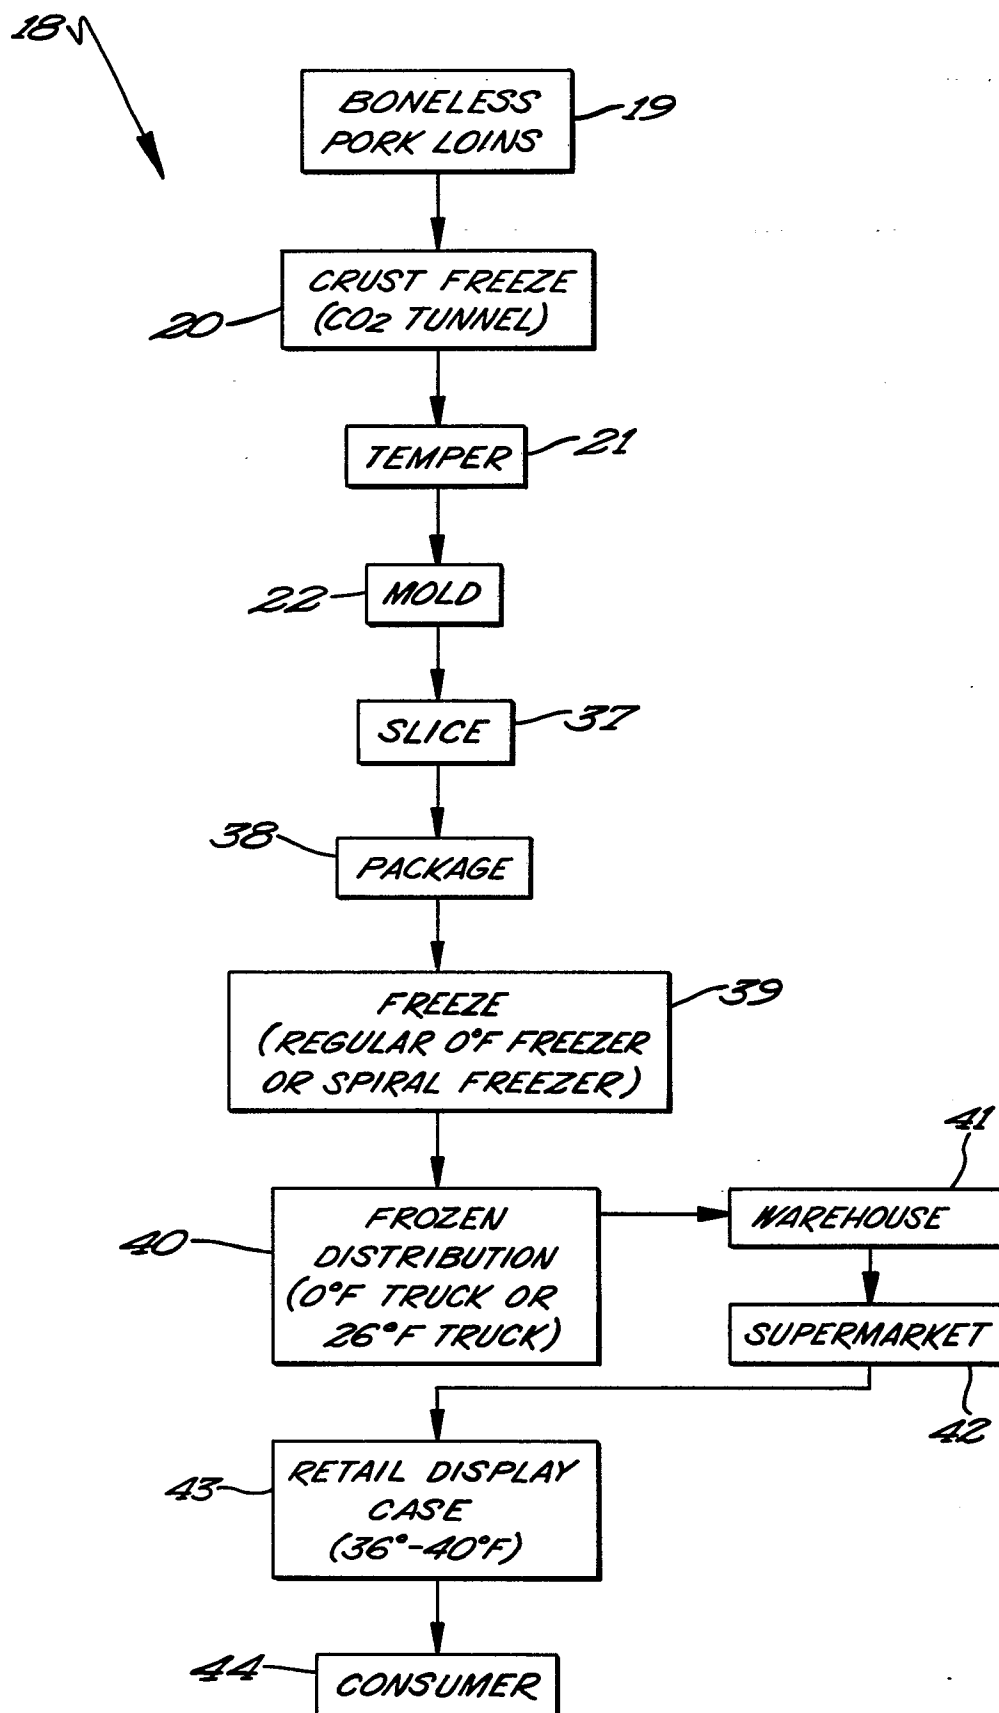 18
BONELESS
PORK LOINS
19
CRUST FREEZE
(CO2 TUNNEL)
20
TEMPER
21
MOLD
22
SLICE
37
PACKAGE
38
FREEZE
(REGULAR 0°F FREEZER
OR SPIRAL FREEZER)
39
FROZEN
DISTRIBUTION
(0°F TRUCK OR
26°F TRUCK)
40
41
WAREHOUSE
SUPERMARKET
42
RETAIL DISPLAY
CASE
(36°-40°F)
43
CONSUMER
44